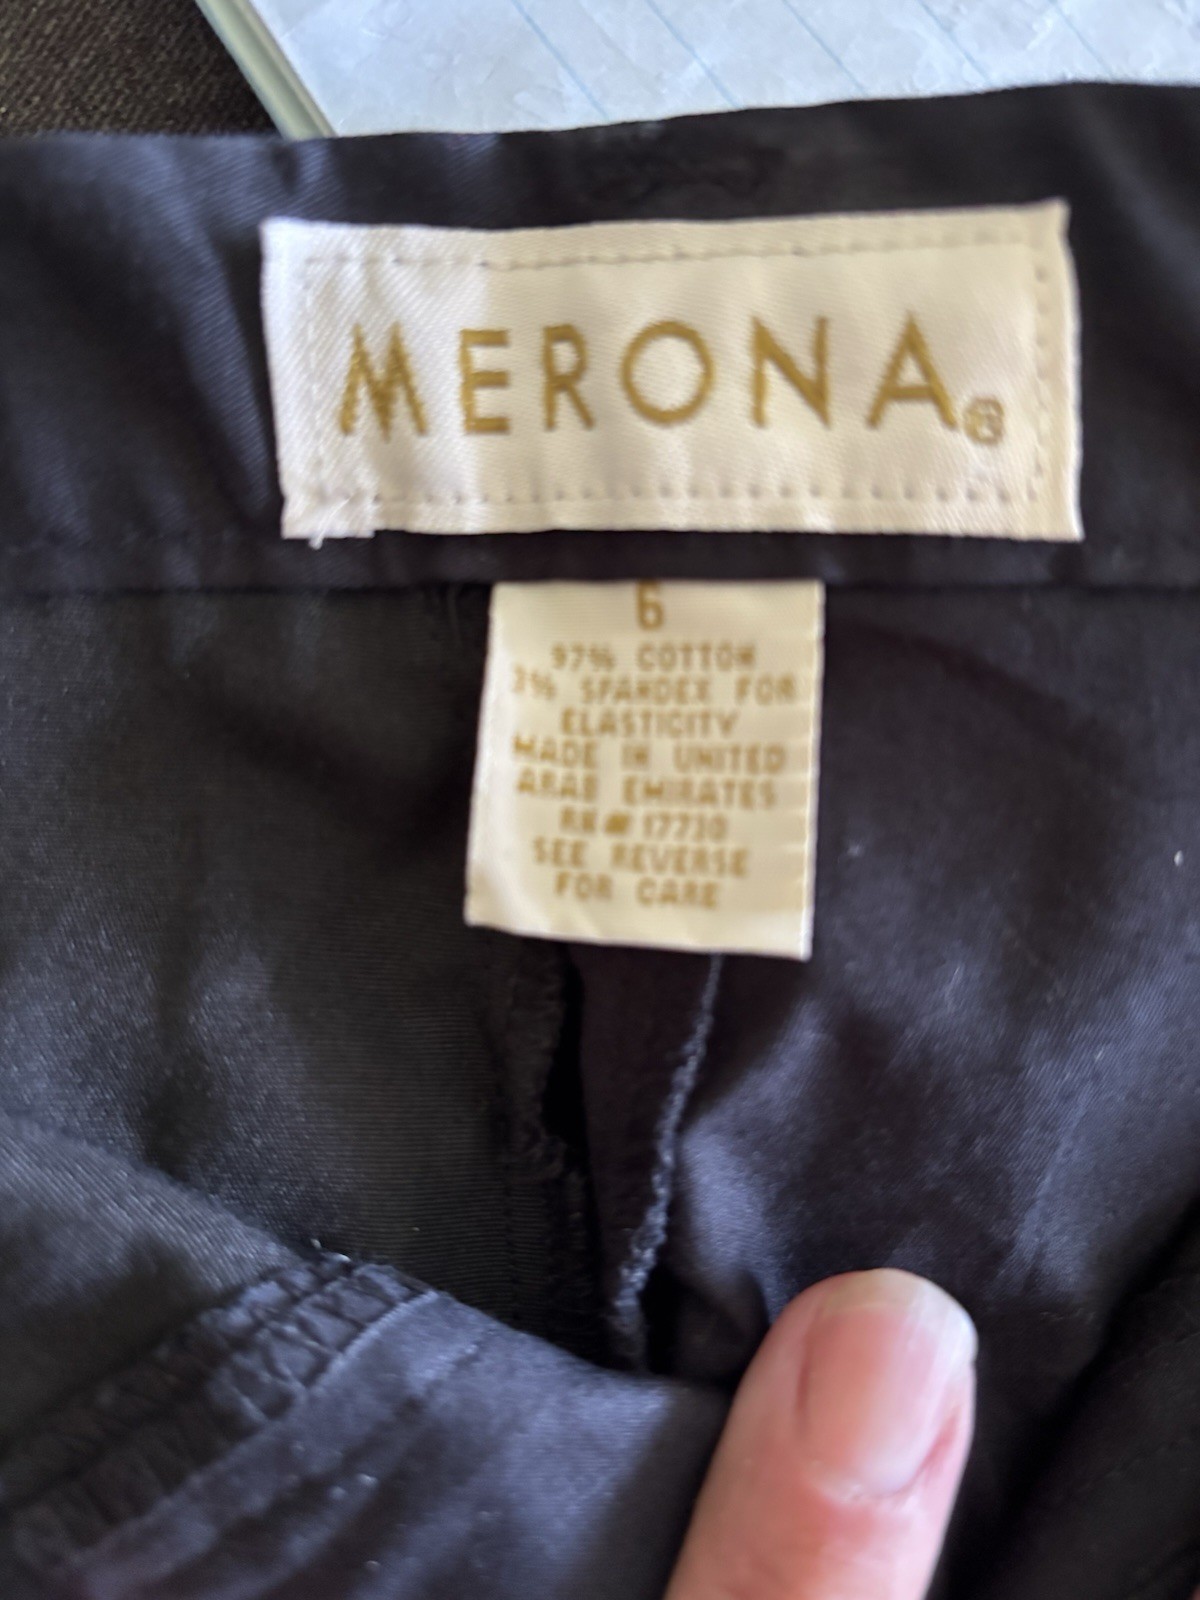 MERONA®
6
97% COTTON
3% SPANDEX FOR
ELASTICITY
MADE IN UNITED
ARAB EMIRATES
RN# 17730
SEE REVERSE
FOR CARE